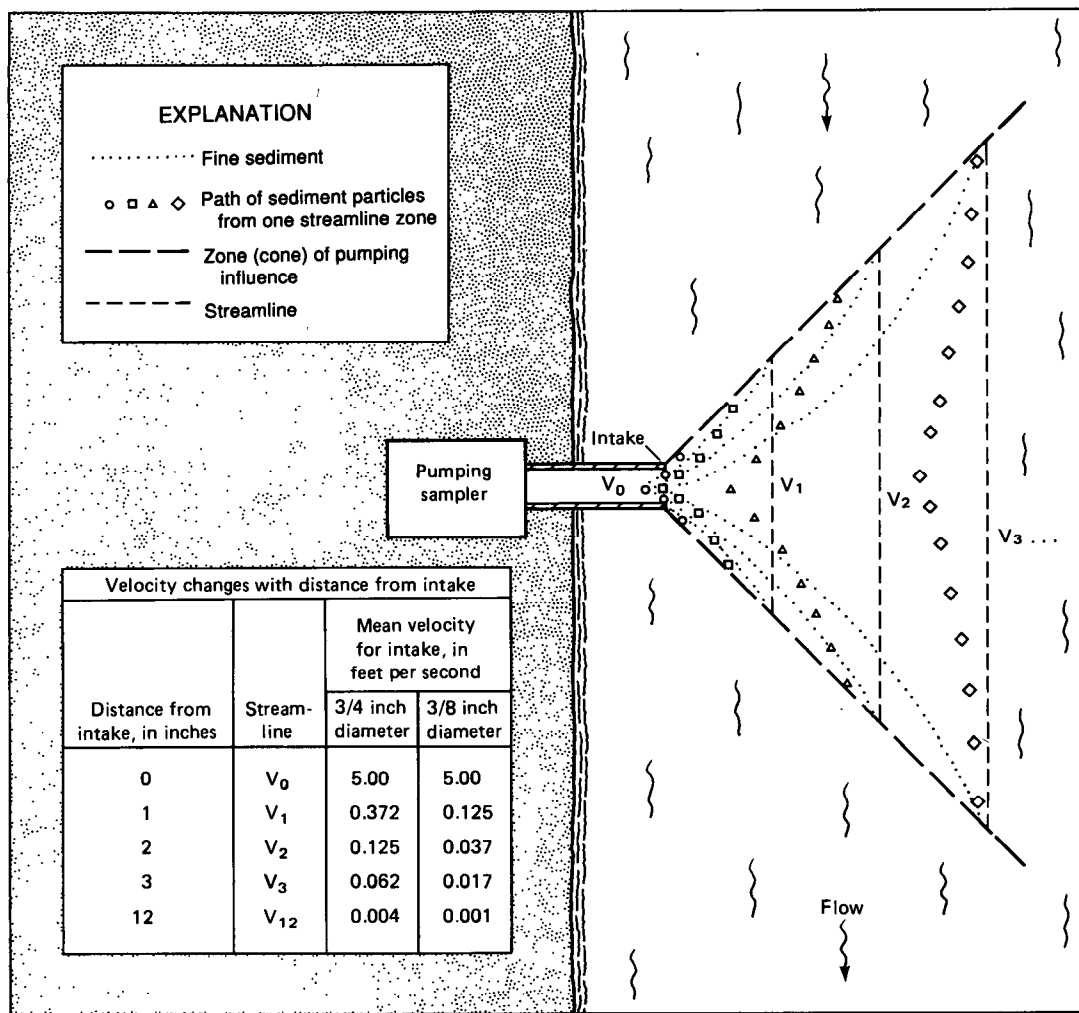 EXPLANATION
Fine sediment
Path of sediment particles
from one streamline zone
Zone (cone) of pumping
influence
Streamline
Intake
Pumping
sampler
V0
V1
V2
V3 ....
Velocity changes with distance from intake
Distance from
intake, in inches
Stream-
line
Mean velocity
for intake, in
feet per second
3/4 inch
diameter
3/8 inch
diameter
0 V0 5.00 5.00
1 V1 0.372 0.125
2 V2 0.125 0.037
3 V3 0.062 0.017
12 V12 0.004 0.001
Flow